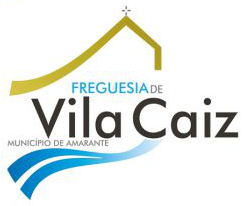 FREGUESIA DE
Vila Caiz
MUNICÍPIO DE AMARANTE